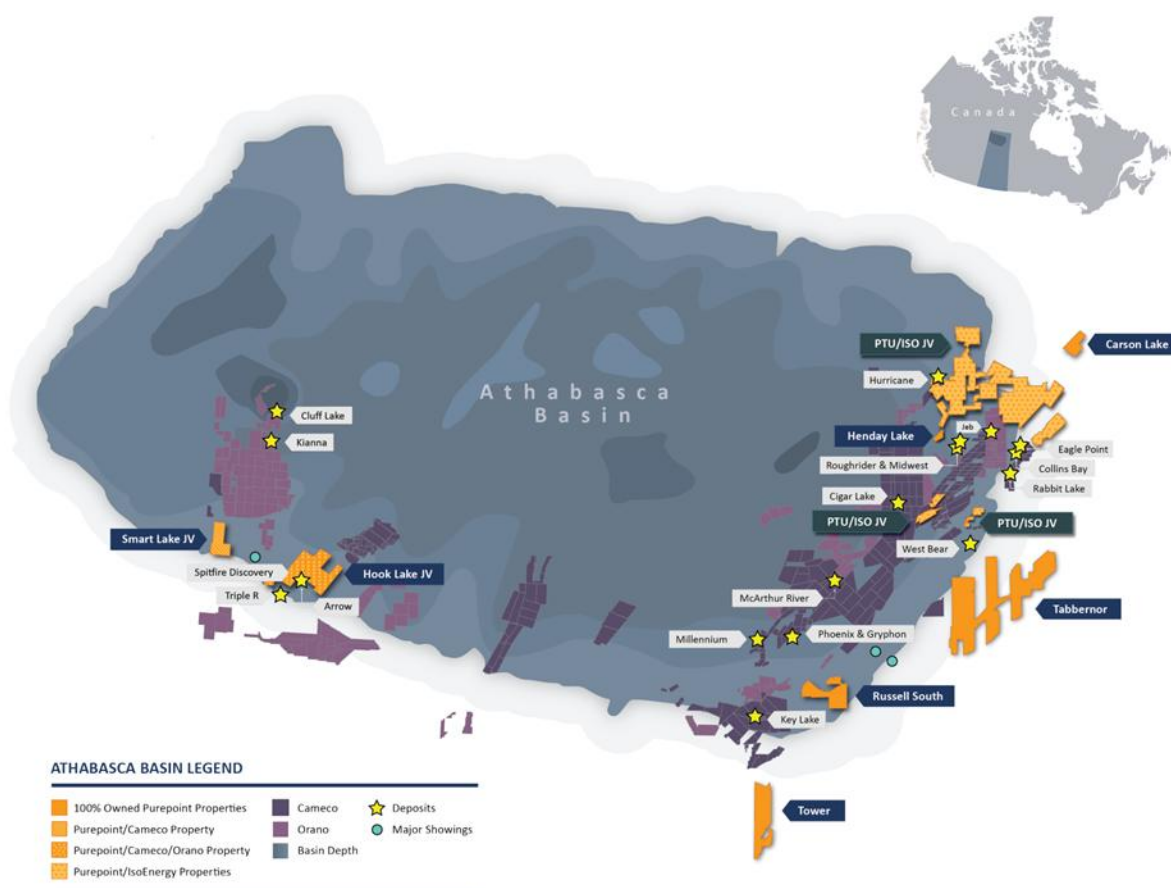 Canada
PTU/ISO JV
Carson Lake
Hurricane
Athabasca
Basin
Cluff Lake
Henday Lake
Jeb
Kianna
Eagle Point
Roughrider & Midwest
Collins Bay
Rabbit Lake
Cigar Lake
PTU/ISO JV
PTU/ISO JV
Smart Lake JV
West Bear
Spitfire Discovery
Hook Lake JV
Triple R
Arrow
McArthur River
Tabbernor
Millennium
Phoenix & Gryphon
Russell South
Key Lake
ATHABASCA BASIN LEGEND
100% Owned Purepoint Properties
Purepoint/Cameco Property
Purepoint/Cameco/Orano Property
Purepoint/IsoEnergy Properties
Cameco
Orano
Basin Depth
Deposits
Major Showings
Tower